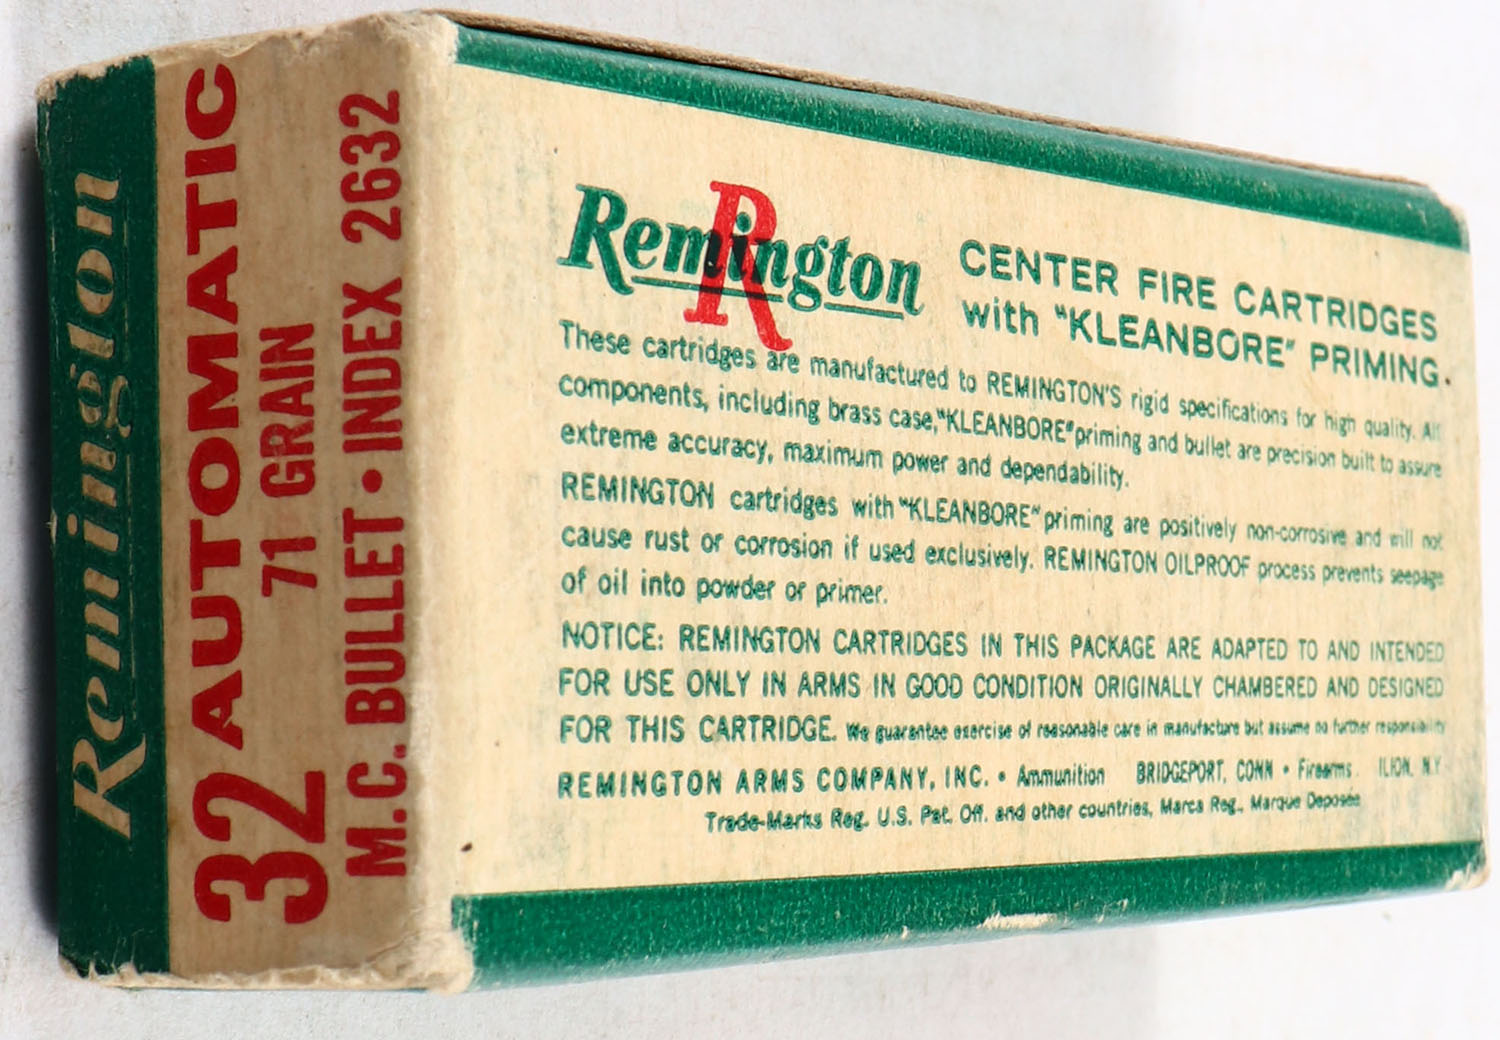 Remington
32 AUTOMATIC
71 GRAIN
M.C. BULLET • INDEX 2632
R
Remington
CENTER FIRE CARTRIDGES
with "KLEANBORE" PRIMING.
These cartridges are manufactured to REMINGTON'S rigid specifications for high quality. All
components, including brass case, "KLEANBORE" priming and bullet are precision built to assure
extreme accuracy, maximum power and dependability.
REMINGTON cartridges with "KLEANBORE" priming are positively non-corrosive and will not
cause rust or corrosion if used exclusively. REMINGTON OILPROOF process prevents seepage
of oil into powder or primer.
NOTICE: REMINGTON CARTRIDGES IN THIS PACKAGE ARE ADAPTED TO AND INTENDED
FOR USE ONLY IN ARMS IN GOOD CONDITION ORIGINALLY CHAMBERED AND DESIGNED
FOR THIS CARTRIDGE. We guarantee exercise of reasonable care in manufacture but assume no further responsibility
REMINGTON ARMS COMPANY, INC. • Ammunition BRIDGEPORT, CONN • Firearms. ILION, N.Y.
Trade-Marks Reg. U.S. Pat. Off. and other countries, Marca Reg., Marque Deposée